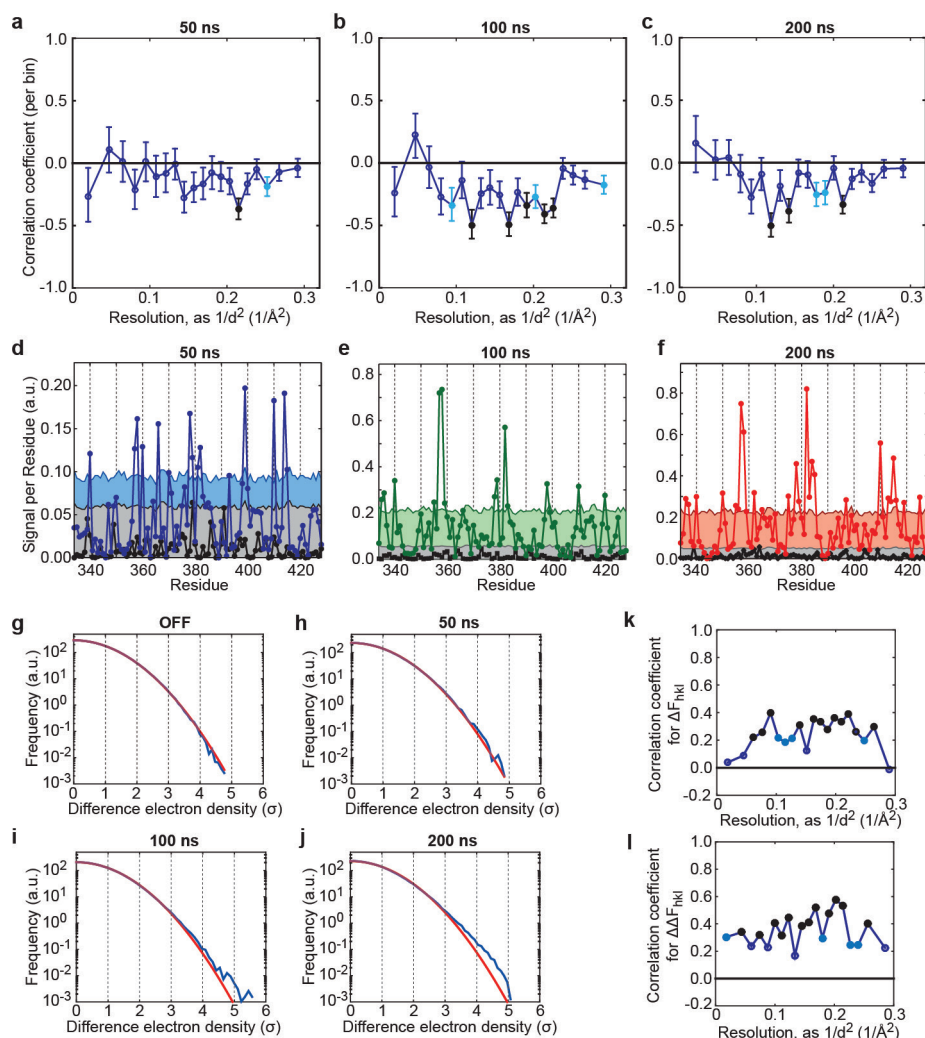 a
50 ns
b
100 ns
c
200 ns
Correlation coefficient (per bin)
1.0
0.5
0.0
-0.5
-1.0
0
0.1
0.2
0.3
Resolution, as 1/d² (1/Å²)
1.0
0.5
0.0
-0.5
-1.0
0
0.1
0.2
0.3
Resolution, as 1/d² (1/Å²)
1.0
0.5
0.0
-0.5
-1.0
0
0.1
0.2
0.3
Resolution, as 1/d² (1/Å²)
d
50 ns
e
100 ns
f
200 ns
Signal per Residue (a.u.)
0.20
0.15
0.10
0.05
0.00
340
360
380
400
420
Residue
0.8
0.6
0.4
0.2
0.0
340
360
380
400
420
Residue
0.8
0.6
0.4
0.2
0.0
340
360
380
400
420
Residue
g
OFF
h
50 ns
Frequency (a.u.)
10²
10¹
10⁰
10⁻¹
10⁻²
10⁻³
0
1
2
3
4
5
6
Difference electron density (σ)
Frequency (a.u.)
10²
10¹
10⁰
10⁻¹
10⁻²
10⁻³
0
1
2
3
4
5
6
Difference electron density (σ)
k
Correlation coefficient
for ΔF_hkl
1.0
0.8
0.6
0.4
0.2
0.0
-0.2
0
0.1
0.2
0.3
Resolution, as 1/d² (1/Å²)
i
100 ns
j
200 ns
Frequency (a.u.)
10²
10¹
10⁰
10⁻¹
10⁻²
10⁻³
0
1
2
3
4
5
6
Difference electron density (σ)
Frequency (a.u.)
10²
10¹
10⁰
10⁻¹
10⁻²
10⁻³
0
1
2
3
4
5
6
Difference electron density (σ)
l
Correlation coefficient
for ΔΔF_hkl
1.0
0.8
0.6
0.4
0.2
0.0
-0.2
0
0.1
0.2
0.3
Resolution, as 1/d² (1/Å²)